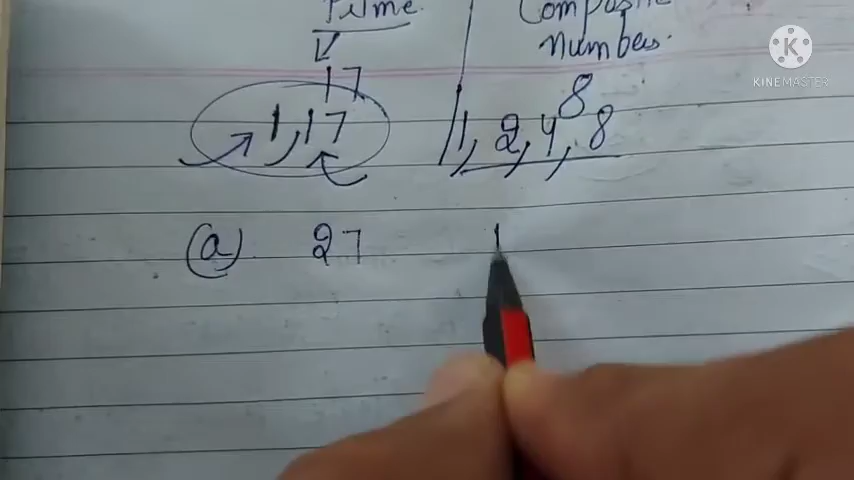 Prime Composite
Numbers.
17 8
1, 17 1, 2, 4, 8
(a) 27 1
K
KINEMASTER